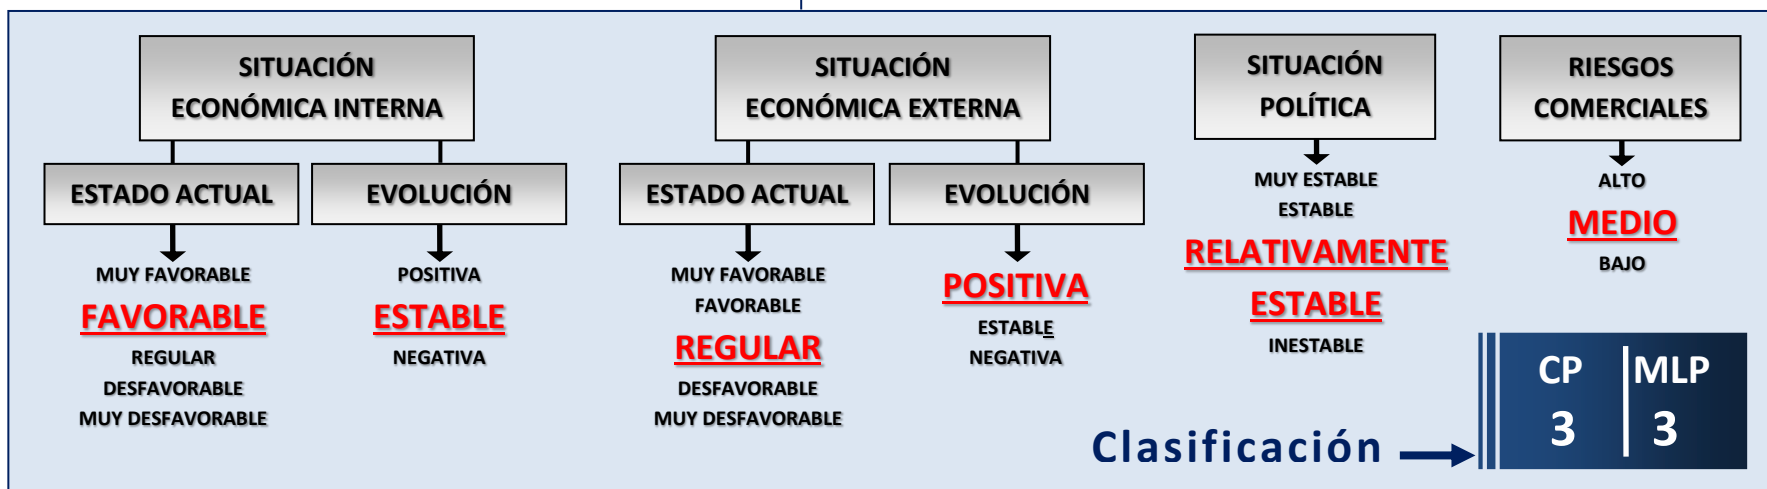 SITUACIÓN
ECONÓMICA INTERNA
ESTADO ACTUAL
MUY FAVORABLE
FAVORABLE
REGULAR
DESFAVORABLE
MUY DESFAVORABLE
EVOLUCIÓN
POSITIVA
ESTABLE
NEGATIVA
SITUACIÓN
ECONÓMICA EXTERNA
ESTADO ACTUAL
MUY FAVORABLE
FAVORABLE
REGULAR
DESFAVORABLE
MUY DESFAVORABLE
EVOLUCIÓN
POSITIVA
ESTABLE
NEGATIVA
SITUACIÓN
POLÍTICA
MUY ESTABLE
ESTABLE
RELATIVAMENTE
ESTABLE
INESTABLE
RIESGOS
COMERCIALES
ALTO
MEDIO
BAJO
Clasificación
CP MLP
3 3